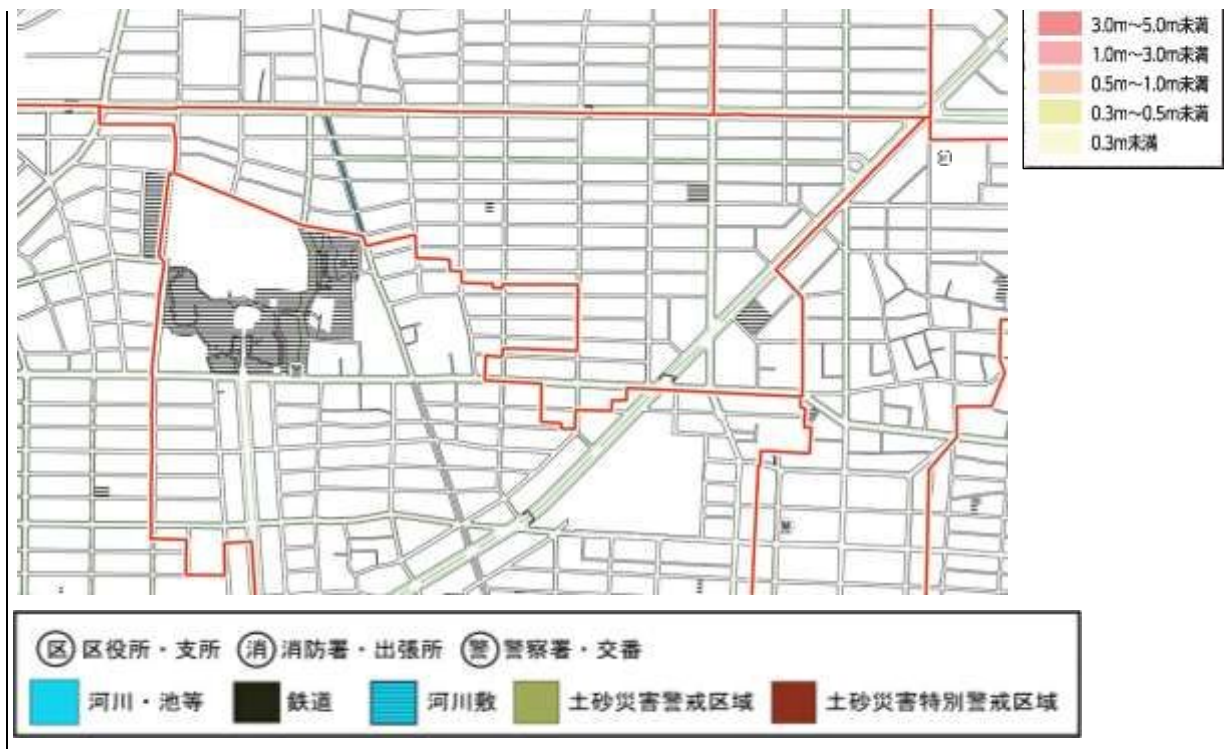 3.0m～5.0m未満
1.0m～3.0m未満
0.5m～1.0m未満
0.3m～0.5m未満
0.3m未満
区 区役所・支所 消 消防署・出張所 警 警察署・交番
河川・池等 鉄道 河川敷 土砂災害警戒区域 土砂災害特別警戒区域